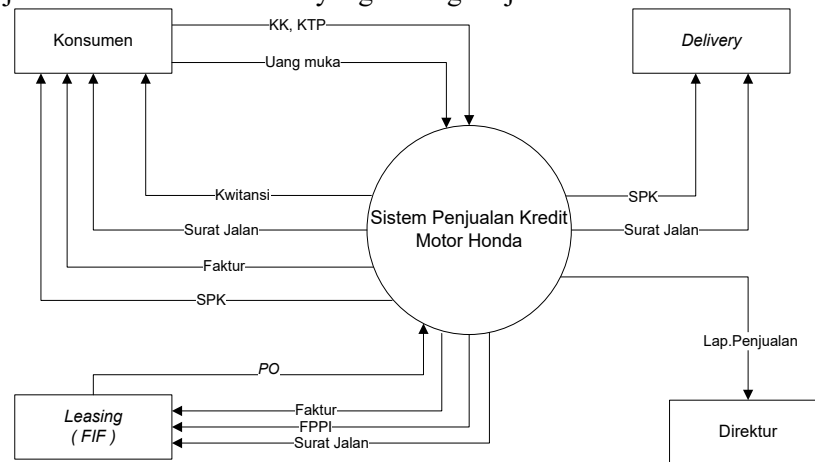 Konsumen
KK, KTP
Uang muka
Delivery
Kwitansi
Surat Jalan
Faktur
SPK
Sistem Penjualan Kredit
Motor Honda
SPK
Surat Jalan
Lap.Penjualan
PO
Leasing
( FIF )
Faktur
FPPI
Surat Jalan
Direktur